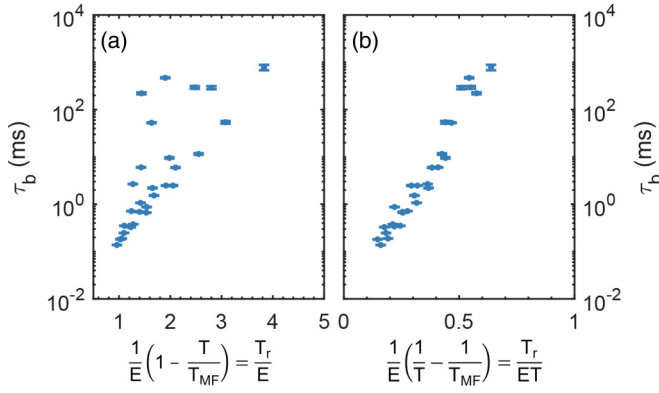 (a)
(b)
10^4
10^2
10^0
10^-2
τ_b (ms)
10^4
10^2
10^0
10^-2
τ_b (ms)
1 2 3 4 5
0 0.5 1
1/E (1 − T/T_MF) = T_r/E
1/E (1/T − 1/T_MF) = T_r/ET